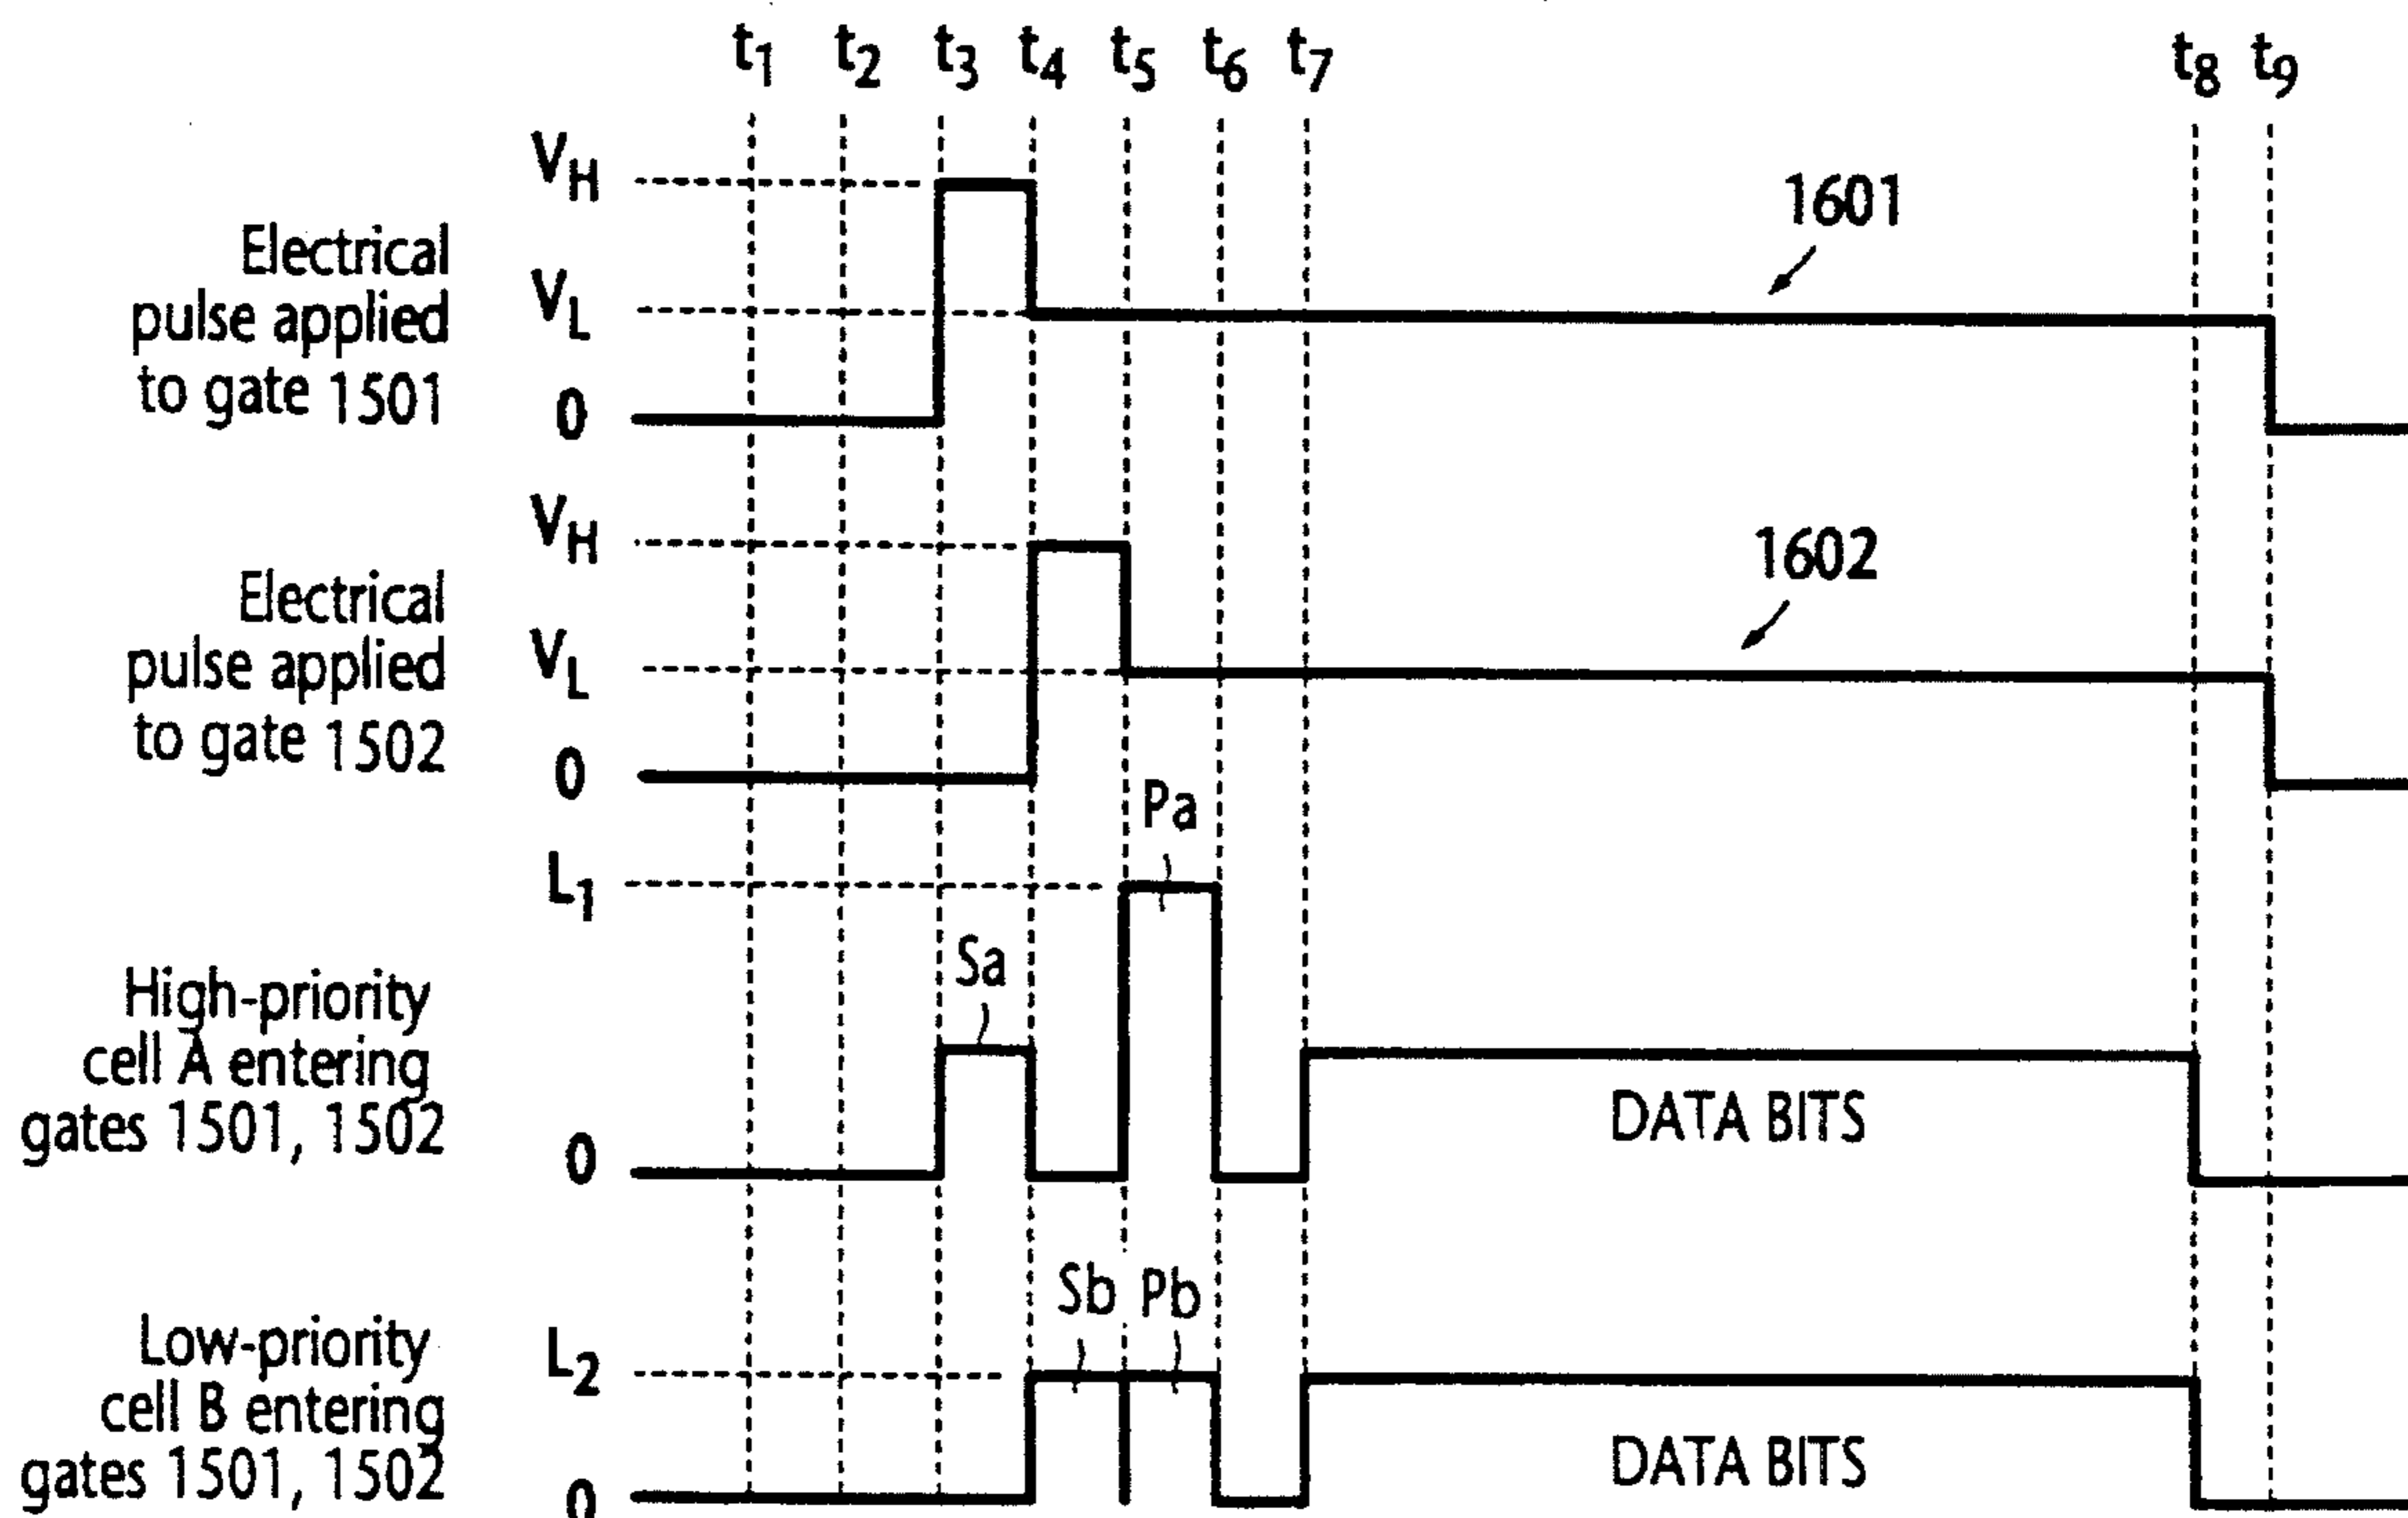 t1 t2 t3 t4 t5 t6 t7 t8 t9
VH
1601
Electrical
pulse applied
to gate 1501
VL
0
VH
1602
Electrical
pulse applied
to gate 1502
VL
0
Pa
L1
Sa
High-priority
cell A entering
gates 1501, 1502
DATA BITS
0
Sb Pb
Low-priority
cell B entering
gates 1501, 1502
L2
DATA BITS
0